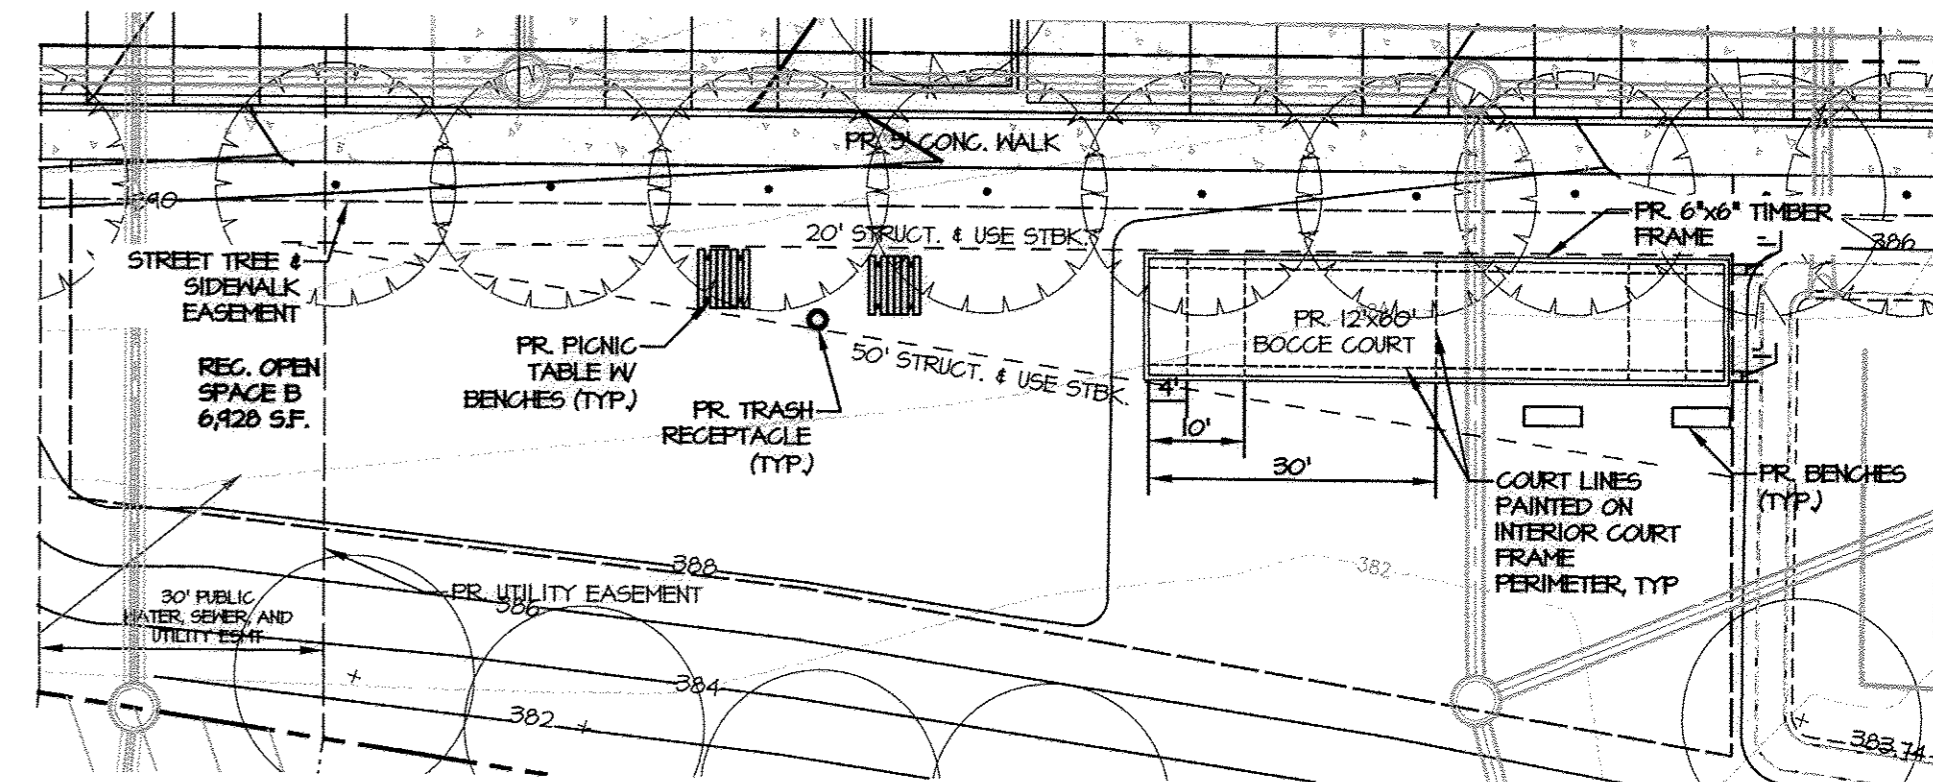 PR. 5' CONC. WALK
90
STREET TREE &
SIDEWALK
EASEMENT
20' STRUCT. & USE STBK.
PR. 6"x6" TIMBER
FRAME
386
REC. OPEN
SPACE B
6,928 S.F.
PR. PICNIC
TABLE W/
BENCHES (TYP.)
PR. TRASH
RECEPTACLE
(TYP.)
50' STRUCT. & USE STBK.
PR. 12'x60'
BOCCE COURT
4'
10'
30'
COURT LINES
PAINTED ON
INTERIOR COURT
FRAME
PERIMETER, TYP
PR. BENCHES
(TYP.)
388
382
PR. UTILITY EASEMENT
386
30' PUBLIC
WATER, SEWER, AND
UTILITY ESMT
384
382
383.74